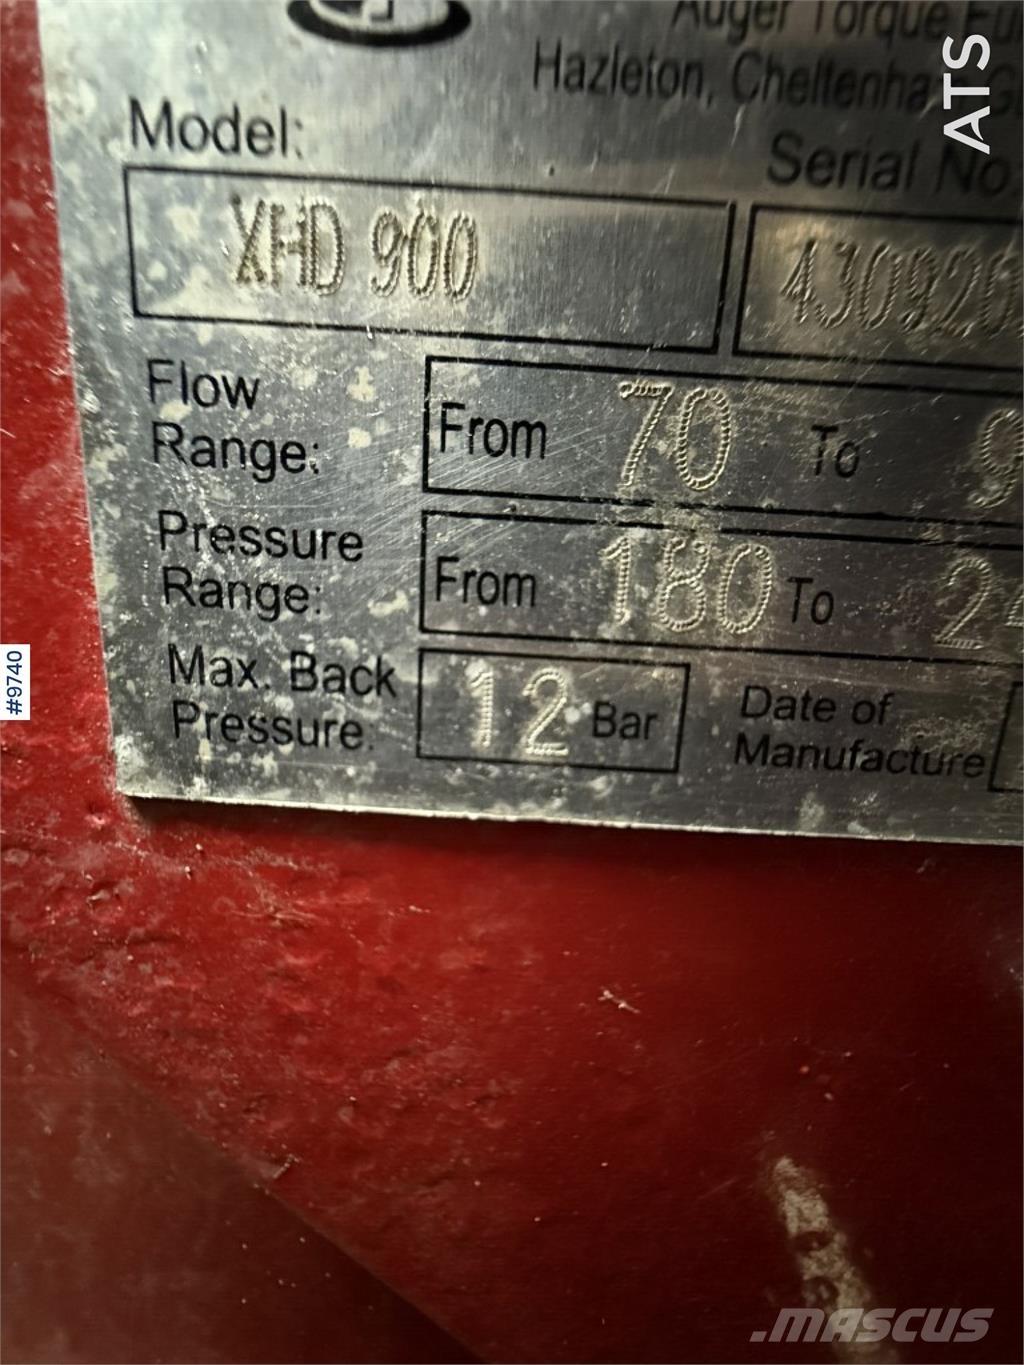 Auger Torque
Hazleton,
Model:
Serial No:
XHD 900
Flow
Range:
From 70 To
Pressure
Range:
From 180 To
Max. Back
Pressure:
12 Bar
Date of
Manufacture
ATS
##9740
.MASCUS